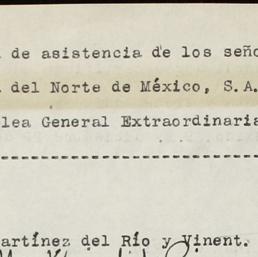 de asistencia de los seño
del Norte de México, S.A.
lea General Extraordinaria
artínez del Río y Vinent.